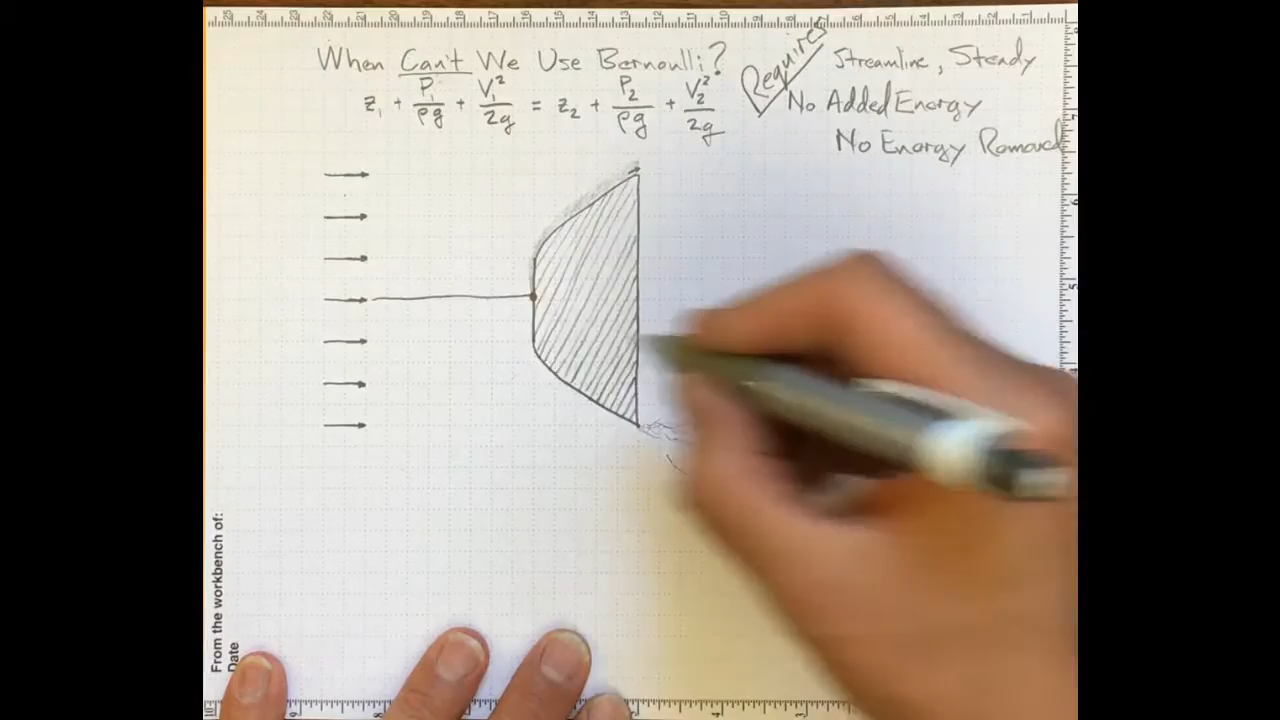 When Can't We Use Bernoulli?
z₁ + P₁/ρg + V₁²/2g = z₂ + P₂/ρg + V₂²/2g
Requires
Streamline, Steady
No Added Energy
No Energy Removed
From the workbench of:
Date